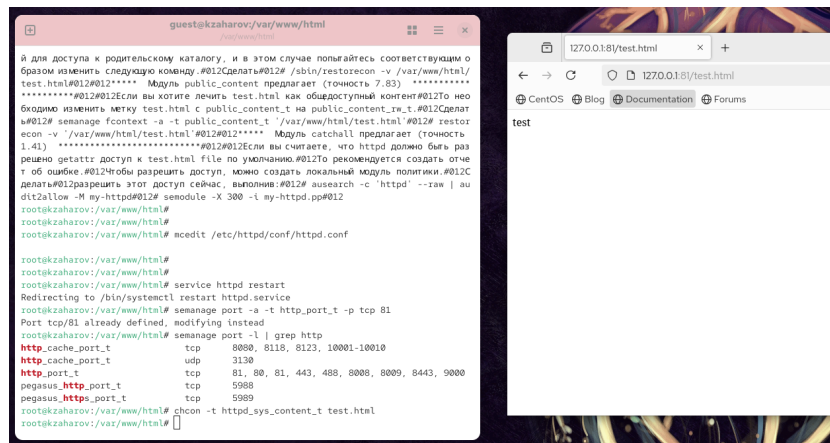 guest@kzaharov:/var/www/html
/var/www/html
й для доступа к родительскому каталогу, и в этом случае попытайтесь соответствующим о
бразом изменить следующую команду.#012Сделать#012# /sbin/restorecon -v /var/www/html/
test.html#012#012***** Модуль public_content предлагает (точность 7.83) ************
**********#012#012Если вы хотите лечить test.html как общедоступный контент#012То нео
бходимо изменить метку test.html с public_content_t на public_content_rw_t.#012Сделат
ь#012# semanage fcontext -a -t public_content_t '/var/www/html/test.html'#012# restor
econ -v '/var/www/html/test.html'#012#012***** Модуль catchall предлагает (точность
1.41) **************************#012#012Если вы считаете, что httpd должно быть раз
решено getattr доступ к test.html file по умолчанию.#012То рекомендуется создать отче
т об ошибке.#012Чтобы разрешить доступ, можно создать локальный модуль политики.#012С
делать#012разрешить этот доступ сейчас, выполнив:#012# ausearch -c 'httpd' --raw | au
dit2allow -M my-httpd#012# semodule -X 300 -i my-httpd.pp#012
root@kzaharov:/var/www/html#
root@kzaharov:/var/www/html#
root@kzaharov:/var/www/html# mcedit /etc/httpd/conf/httpd.conf
root@kzaharov:/var/www/html#
root@kzaharov:/var/www/html#
root@kzaharov:/var/www/html# service httpd restart
Redirecting to /bin/systemctl restart httpd.service
root@kzaharov:/var/www/html# semanage port -a -t http_port_t -p tcp 81
Port tcp/81 already defined, modifying instead
root@kzaharov:/var/www/html# semanage port -l | grep http
http_cache_port_t tcp 8080, 8118, 8123, 10001-10010
http_cache_port_t udp 3130
http_port_t tcp 81, 80, 81, 443, 488, 8008, 8009, 8443, 9000
pegasus_http_port_t tcp 5988
pegasus_https_port_t tcp 5989
root@kzaharov:/var/www/html# chcon -t httpd_sys_content_t test.html
root@kzaharov:/var/www/html#
127.0.0.1:81/test.html
127.0.0.1:81/test.html
CentOS Blog Documentation Forums
test